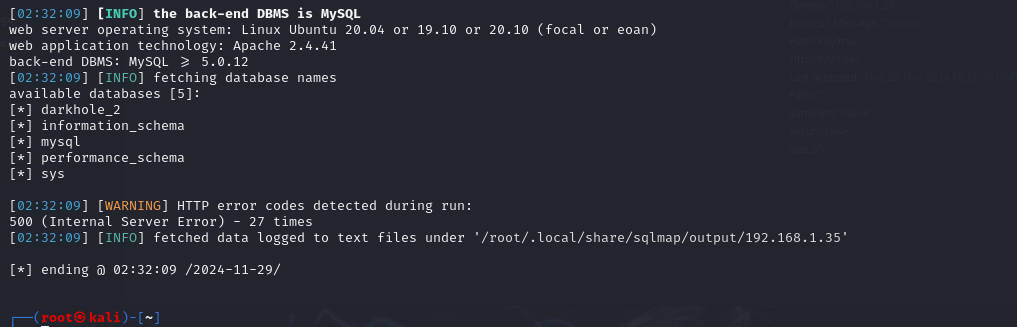 [02:32:09] [INFO] the back-end DBMS is MySQL
web server operating system: Linux Ubuntu 20.04 or 19.10 or 20.10 (focal or eoan)
web application technology: Apache 2.4.41
back-end DBMS: MySQL ≥ 5.0.12
[02:32:09] [INFO] fetching database names
available databases [5]:
[*] darkhole_2
[*] information_schema
[*] mysql
[*] performance_schema
[*] sys
[02:32:09] [WARNING] HTTP error codes detected during run:
500 (Internal Server Error) - 27 times
[02:32:09] [INFO] fetched data logged to text files under '/root/.local/share/sqlmap/output/192.168.1.35'
[*] ending @ 02:32:09 /2024-11-29/
┌──(root㉿kali)-[~]